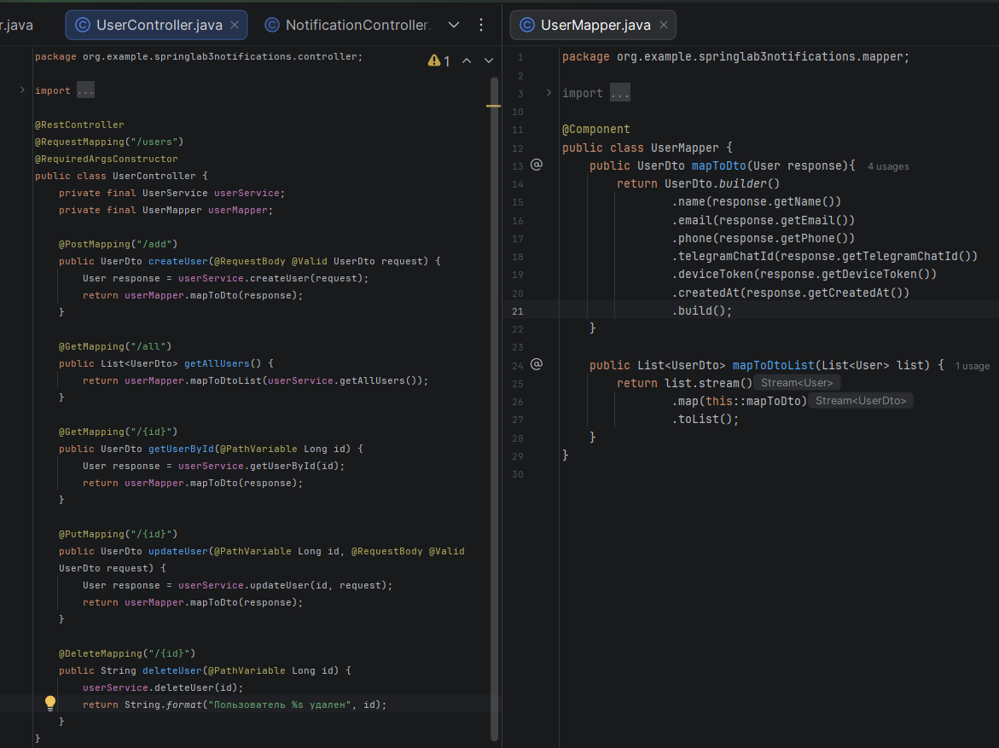 r.java
UserController.java
NotificationController.
package org.example.springlab3notifications.controller;
1
import ...
@RestController
@RequestMapping("/users")
@RequiredArgsConstructor
public class UserController {
private final UserService userService;
private final UserMapper userMapper;
@PostMapping("/add")
public UserDto createUser(@RequestBody @Valid UserDto request) {
User response = userService.createUser(request);
return userMapper.mapToDto(response);
}
@GetMapping("/all")
public List<UserDto> getAllUsers() {
return userMapper.mapToDtoList(userService.getAllUsers());
}
@GetMapping("/{id}")
public UserDto getUserById(@PathVariable Long id) {
User response = userService.getUserById(id);
return userMapper.mapToDto(response);
}
@PutMapping("/{id}")
public UserDto updateUser(@PathVariable Long id, @RequestBody @Valid
UserDto request) {
User response = userService.updateUser(id, request);
return userMapper.mapToDto(response);
}
@DeleteMapping("/{id}")
public String deleteUser(@PathVariable Long id) {
userService.deleteUser(id);
return String.format("Пользователь %s удален", id);
}
}
UserMapper.java
1 package org.example.springlab3notifications.mapper;
2
3 import ...
10
11 @Component
12 public class UserMapper {
13 public UserDto mapToDto(User response){ 4 usages
14 return UserDto.builder()
15 .name(response.getName())
16 .email(response.getEmail())
17 .phone(response.getPhone())
18 .telegramChatId(response.getTelegramChatId())
19 .deviceToken(response.getDeviceToken())
20 .createdAt(response.getCreatedAt())
21 .build();
22 }
23
24 public List<UserDto> mapToDtoList(List<User> list) { 1 usage
25 return list.stream() Stream<User>
26 .map(this::mapToDto) Stream<UserDto>
27 .toList();
28 }
29 }
30